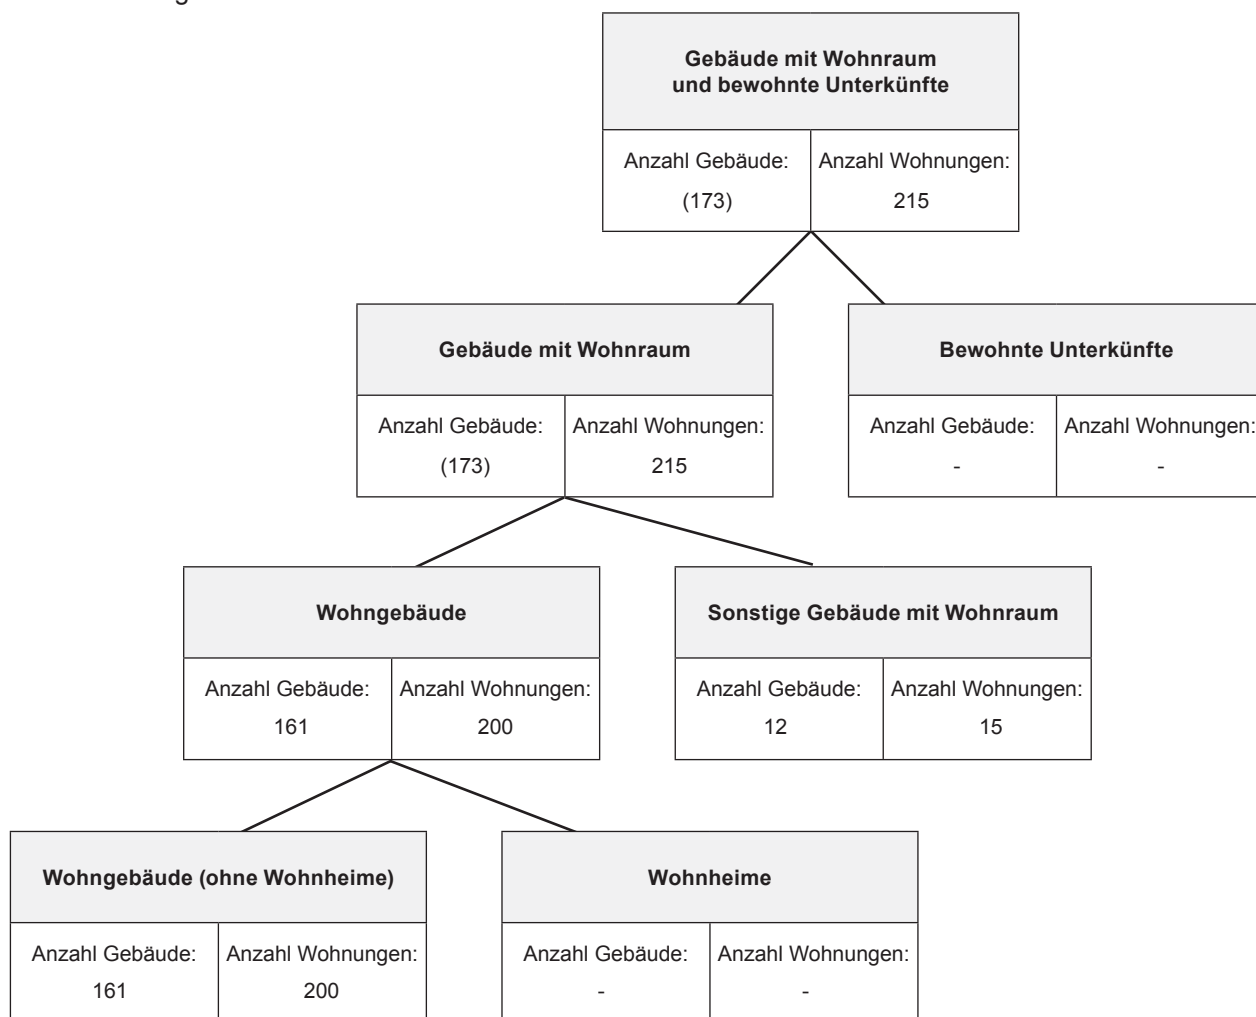 Gebäude mit Wohnraum
und bewohnte Unterkünfte
Anzahl Gebäude:
(173)
Anzahl Wohnungen:
215
Gebäude mit Wohnraum
Anzahl Gebäude:
(173)
Anzahl Wohnungen:
215
Bewohnte Unterkünfte
Anzahl Gebäude:
-
Anzahl Wohnungen:
-
Wohngebäude
Anzahl Gebäude:
161
Anzahl Wohnungen:
200
Sonstige Gebäude mit Wohnraum
Anzahl Gebäude:
12
Anzahl Wohnungen:
15
Wohngebäude (ohne Wohnheime)
Anzahl Gebäude:
161
Anzahl Wohnungen:
200
Wohnheime
Anzahl Gebäude:
-
Anzahl Wohnungen:
-